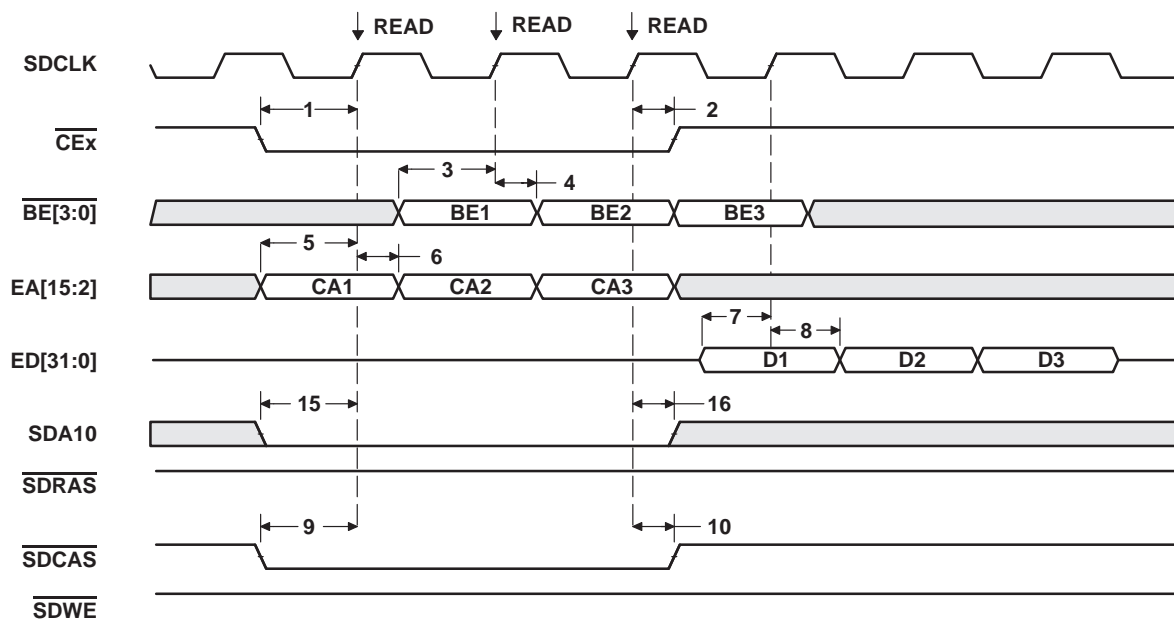 READ READ READ
SDCLK
1 2
CEx
3 4
BE[3:0] BE1 BE2 BE3
5 6
EA[15:2] CA1 CA2 CA3
7 8
ED[31:0] D1 D2 D3
15 16
SDA10
SDRAS
9 10
SDCAS
SDWE